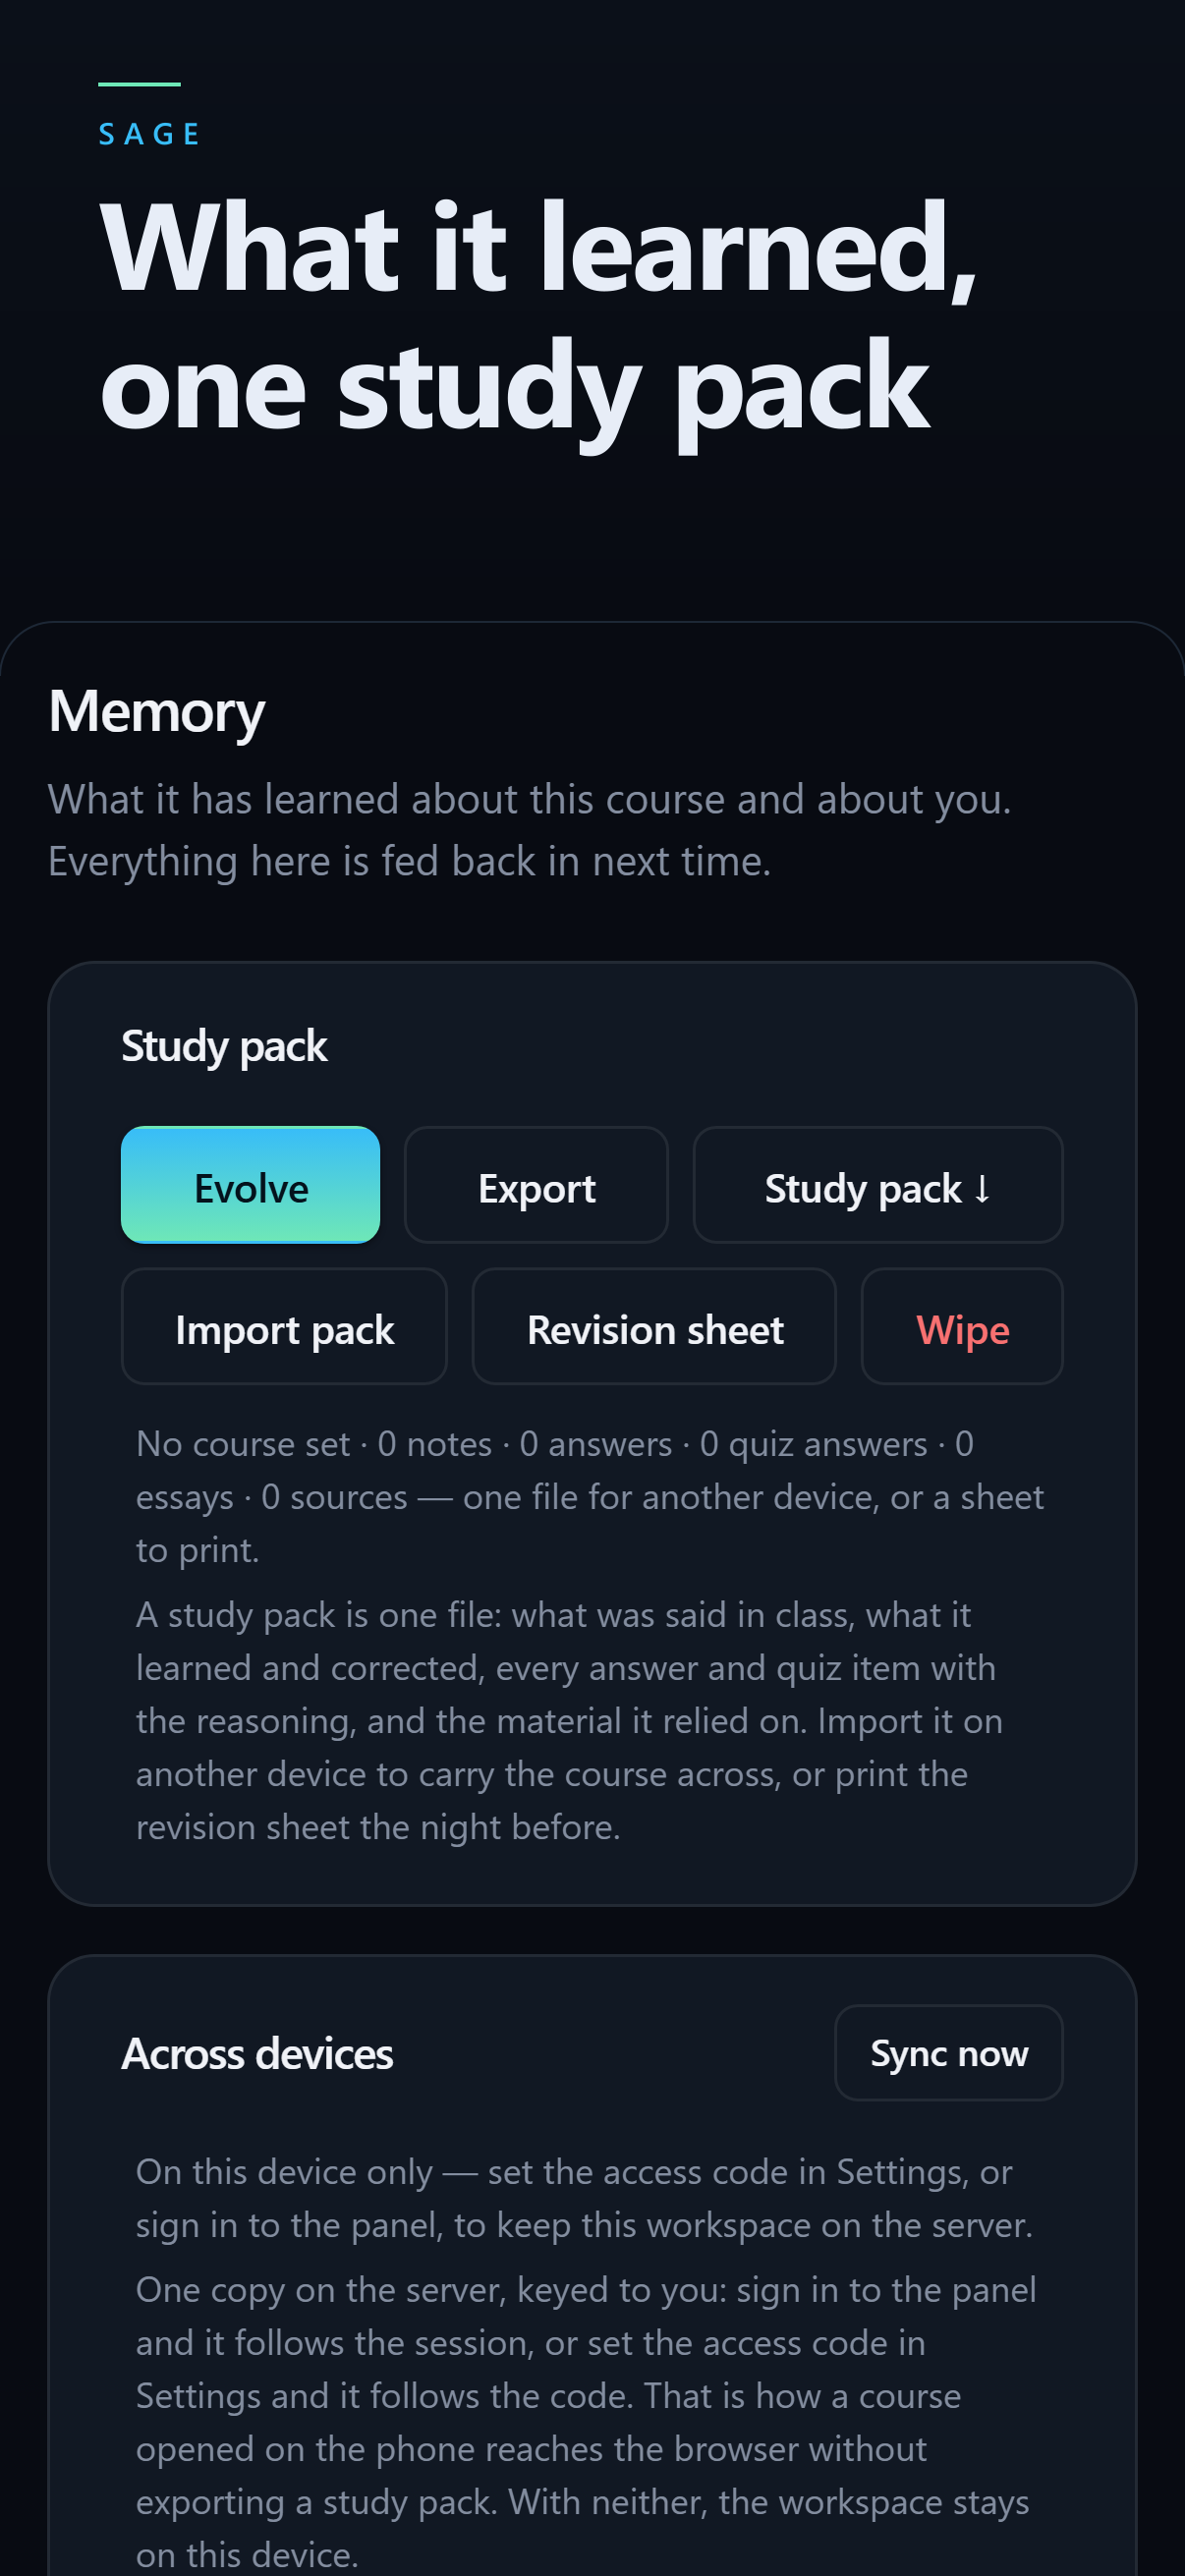 SAGE
What it learned,
one study pack
Memory
What it has learned about this course and about you.
Everything here is fed back in next time.
Study pack
Evolve
Export
Study pack ↓
Import pack
Revision sheet
Wipe
No course set · 0 notes · 0 answers · 0 quiz answers · 0
essays · 0 sources — one file for another device, or a sheet
to print.
A study pack is one file: what was said in class, what it
learned and corrected, every answer and quiz item with
the reasoning, and the material it relied on. Import it on
another device to carry the course across, or print the
revision sheet the night before.
Across devices
Sync now
On this device only — set the access code in Settings, or
sign in to the panel, to keep this workspace on the server.
One copy on the server, keyed to you: sign in to the panel
and it follows the session, or set the access code in
Settings and it follows the code. That is how a course
opened on the phone reaches the browser without
exporting a study pack. With neither, the workspace stays
on this device.